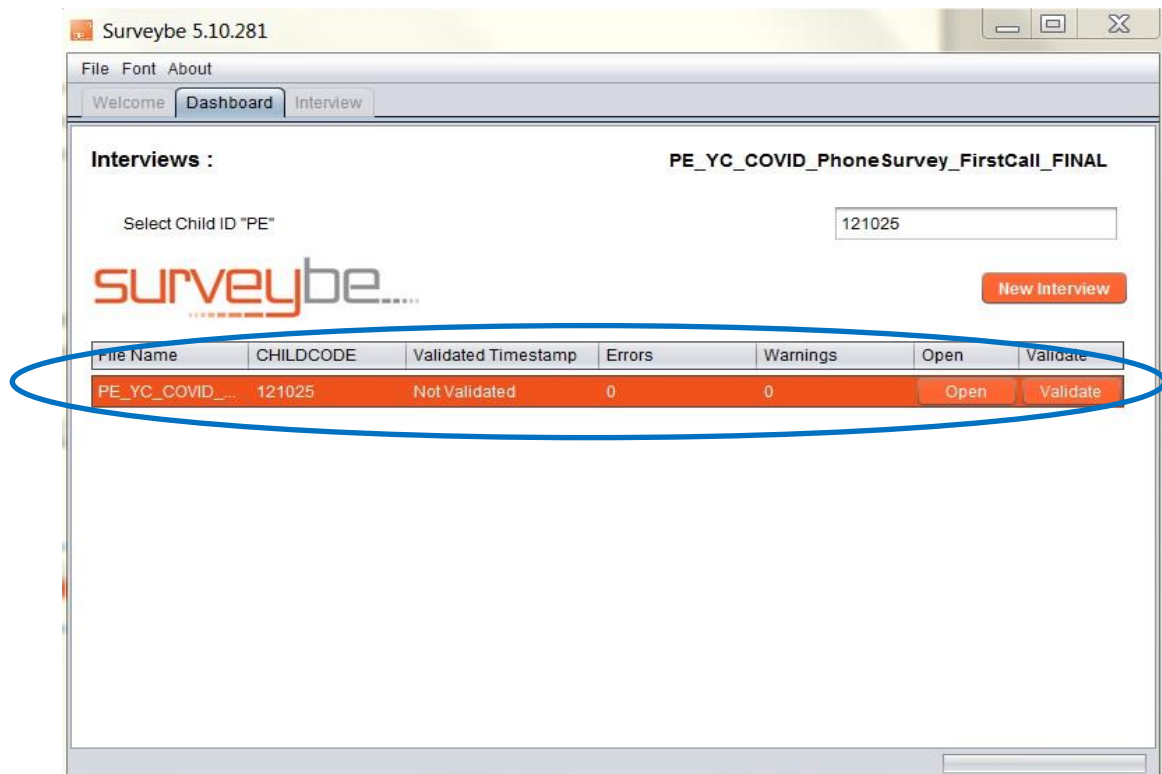 Surveybe 5.10.281
File Font About
Welcome Dashboard Interview
Interviews : PE_YC_COVID_PhoneSurvey_FirstCall_FINAL
Select Child ID "PE" 121025
surveybe.....
New Interview
File Name CHILDCODE Validated Timestamp Errors Warnings Open Validate
PE_YC_COVID_... 121025 Not Validated 0 0 Open Validate